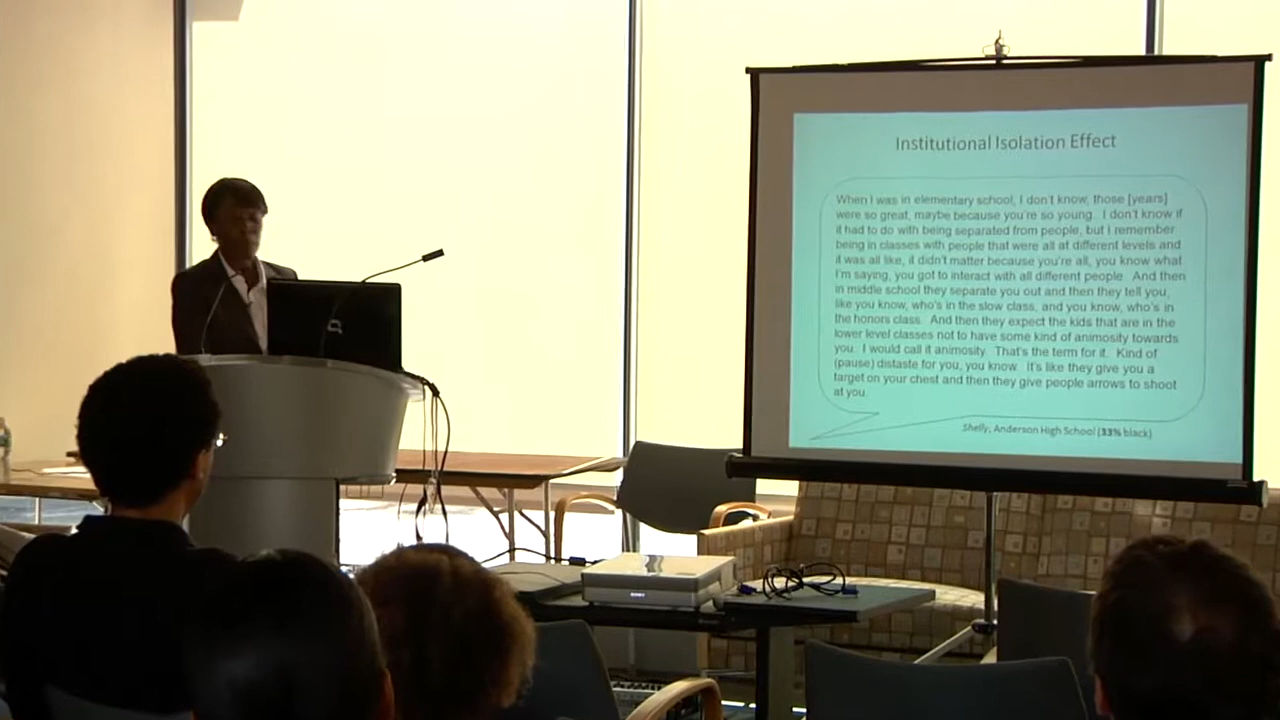 Institutional Isolation Effect
When I was in elementary school, I don't know, those [years]
were so great, maybe because you're so young. I don't know if
it had to do with being separated from people, but I remember
being in classes with people that were all at different levels and
it was all like, it didn't matter because you're all, you know what
I'm saying, you got to interact with all different people. And then
in middle school they separate you out and then they tell you,
like you know, who's in the slow class, and you know, who's in
the honors class. And then they expect the kids that are in the
lower level classes not to have some kind of animosity towards
you. I would call it animosity. That's the term for it. Kind of
(pause) distaste for you, you know. It's like they give you a
target on your chest and then they give people arrows to shoot
at you.
Shelly, Anderson High School (33% black)
SONY